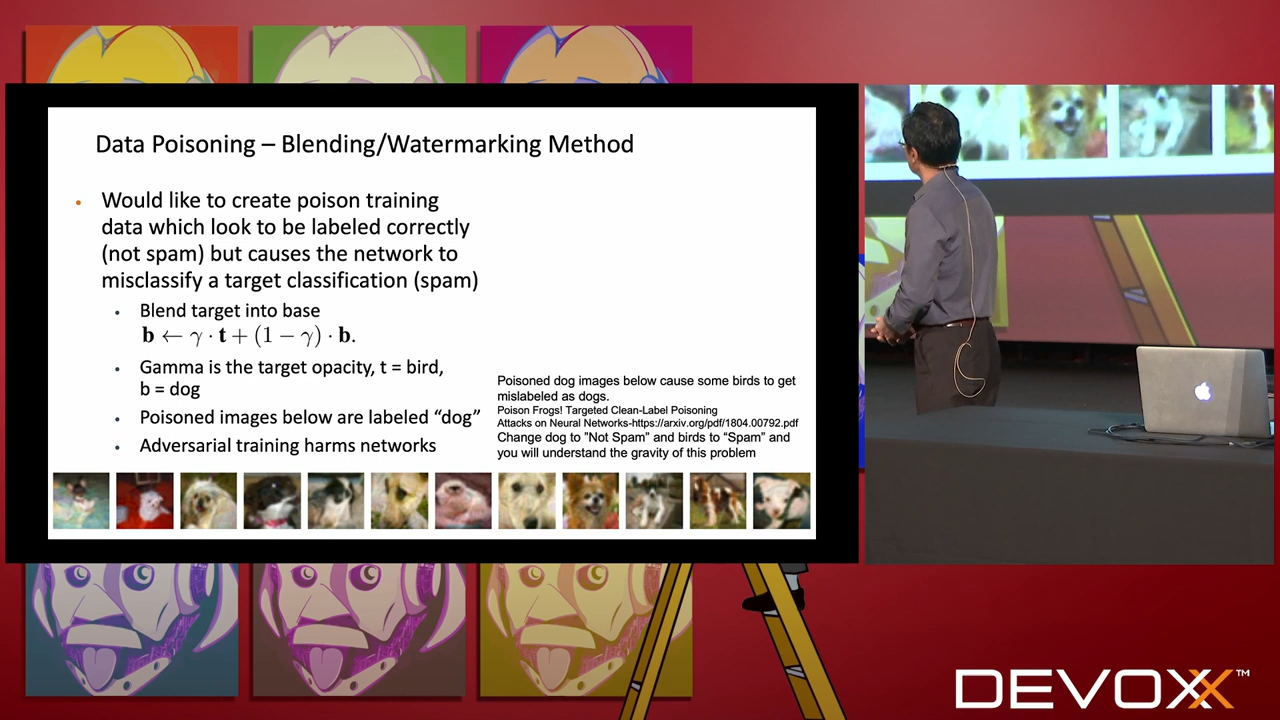 Data Poisoning – Blending/Watermarking Method
• Would like to create poison training
data which look to be labeled correctly
(not spam) but causes the network to
misclassify a target classification (spam)
• Blend target into base
b ← γ · t + (1 − γ) · b.
• Gamma is the target opacity, t = bird,
b = dog
• Poisoned images below are labeled “dog”
• Adversarial training harms networks
Poisoned dog images below cause some birds to get
mislabeled as dogs.
Poison Frogs! Targeted Clean-Label Poisoning
Attacks on Neural Networks-https://arxiv.org/pdf/1804.00792.pdf
Change dog to "Not Spam” and birds to “Spam” and
you will understand the gravity of this problem
DEVOXX™